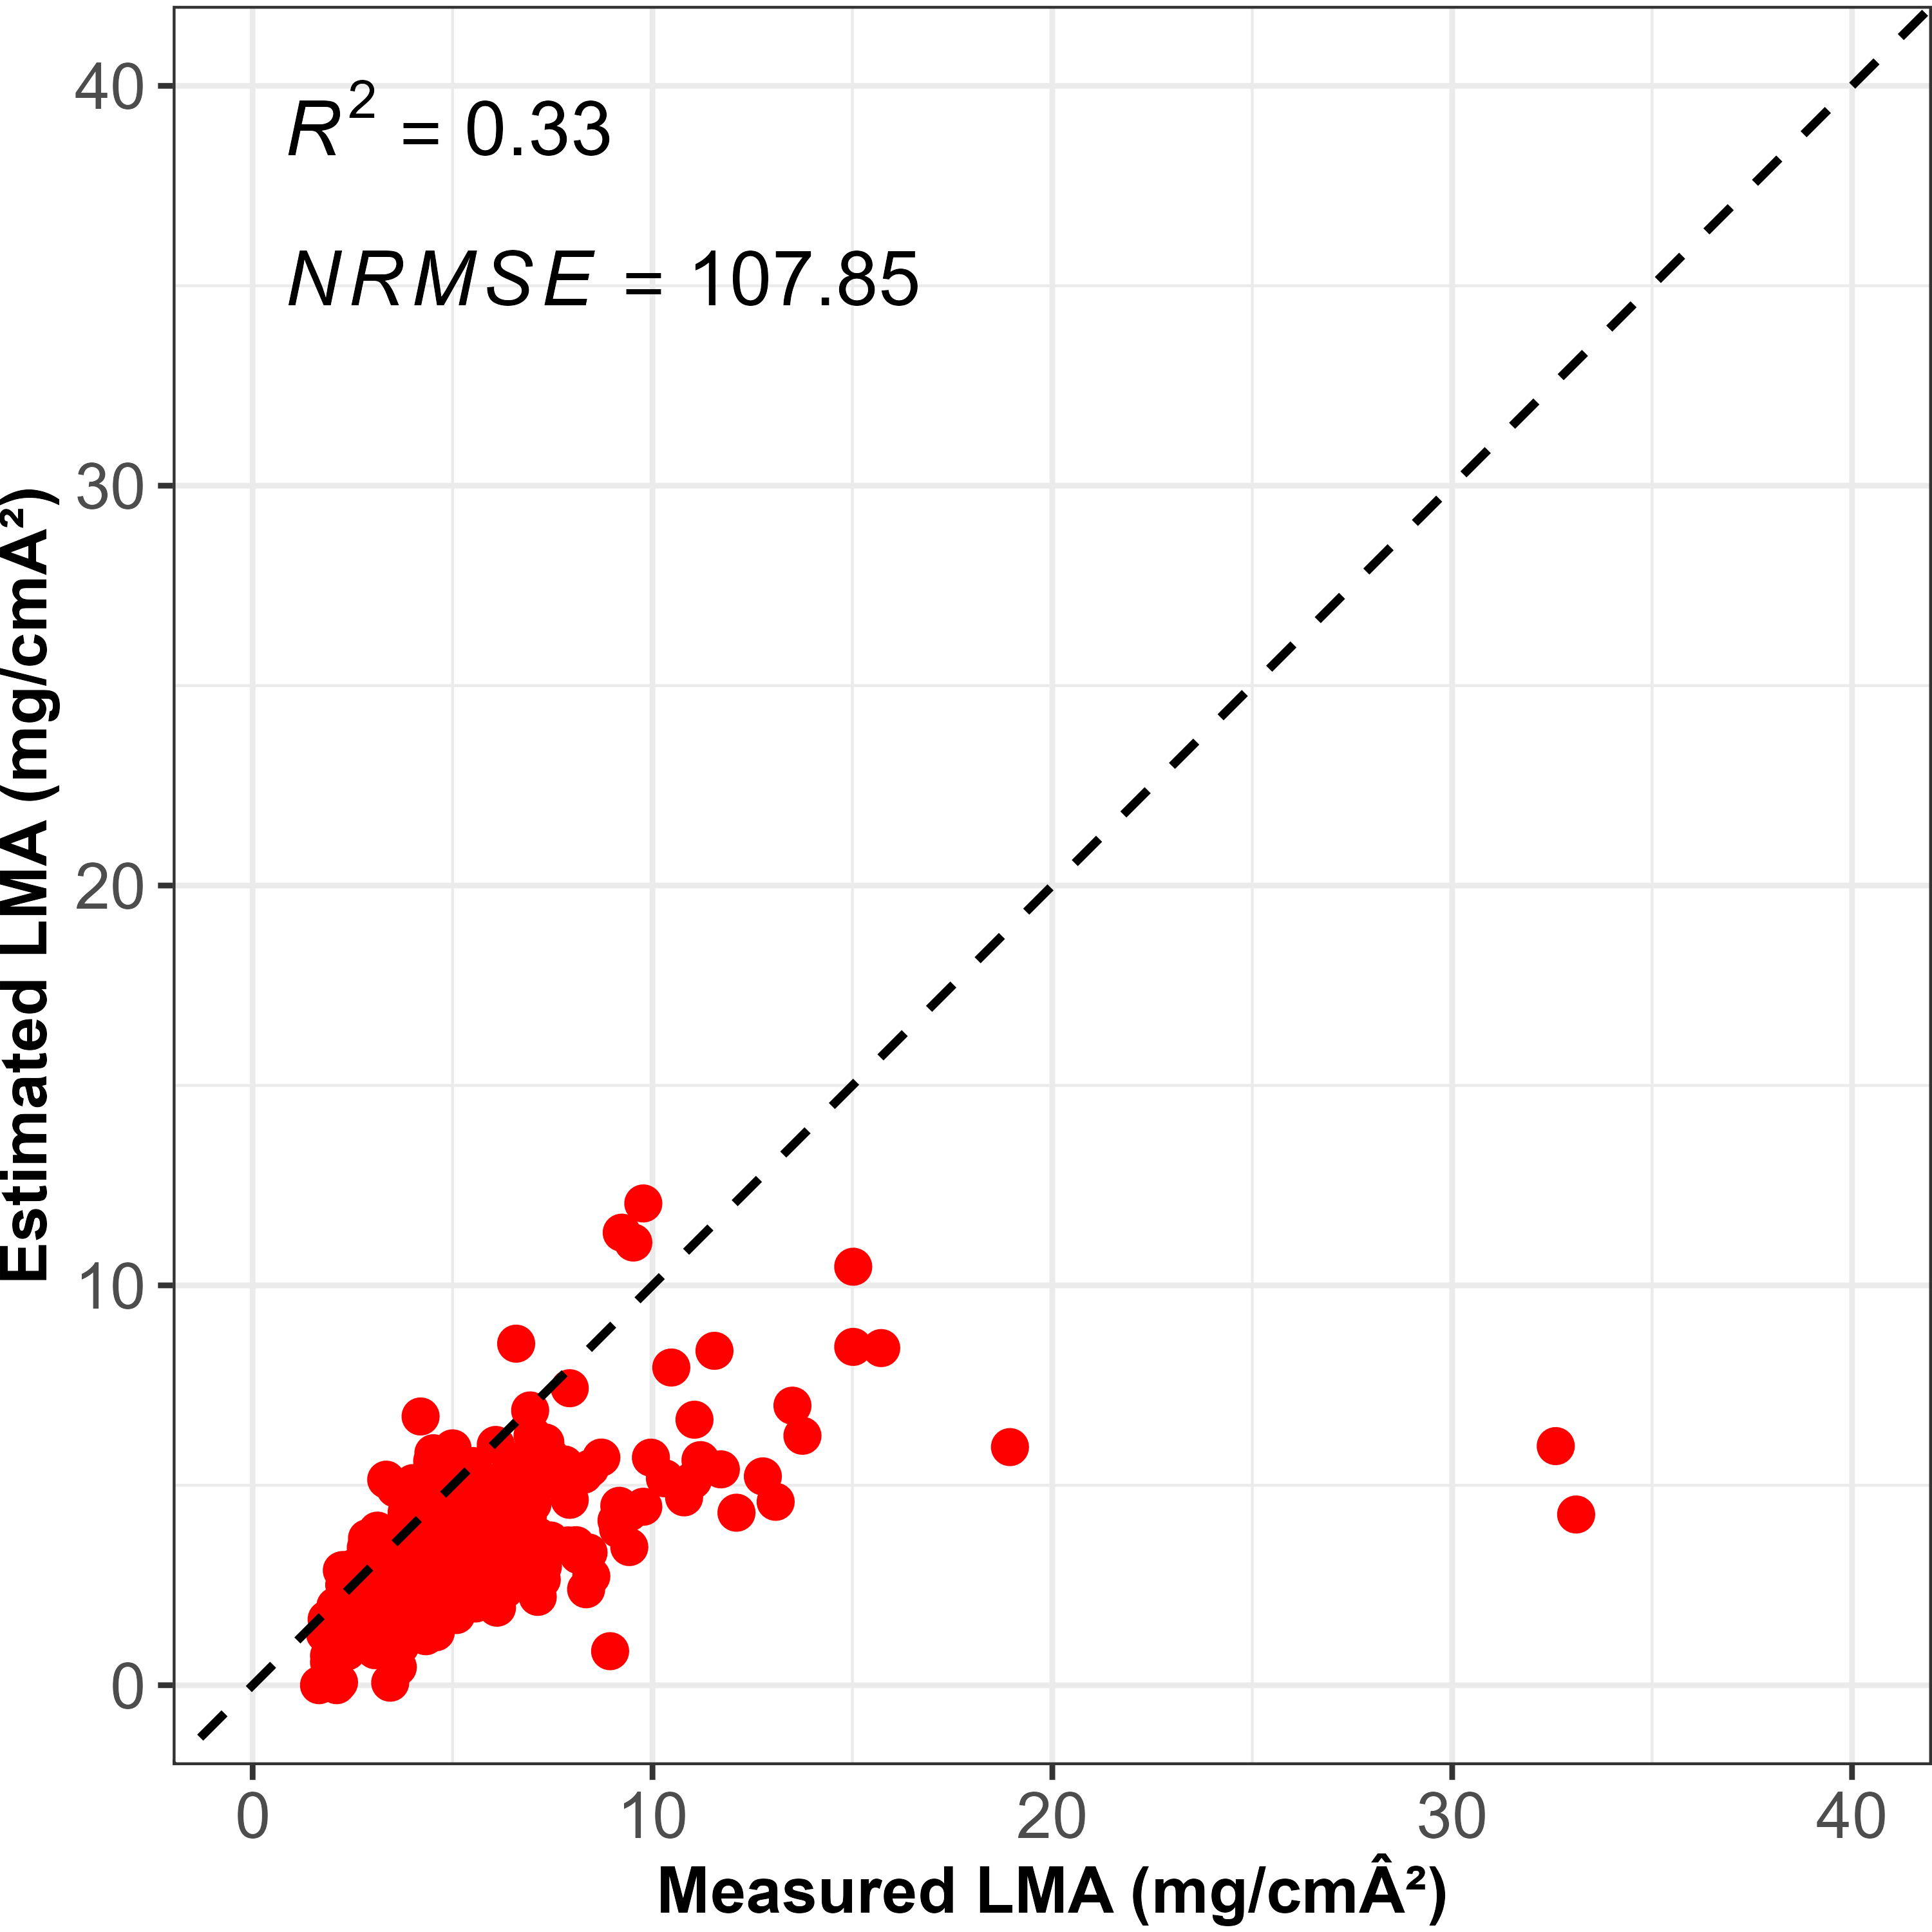 R² = 0.33
NRMSE = 107.85
40
30
20
10
0
Estimated LMA (mg/cmÂ²)
0
10
20
30
40
Measured LMA (mg/cmÂ²)